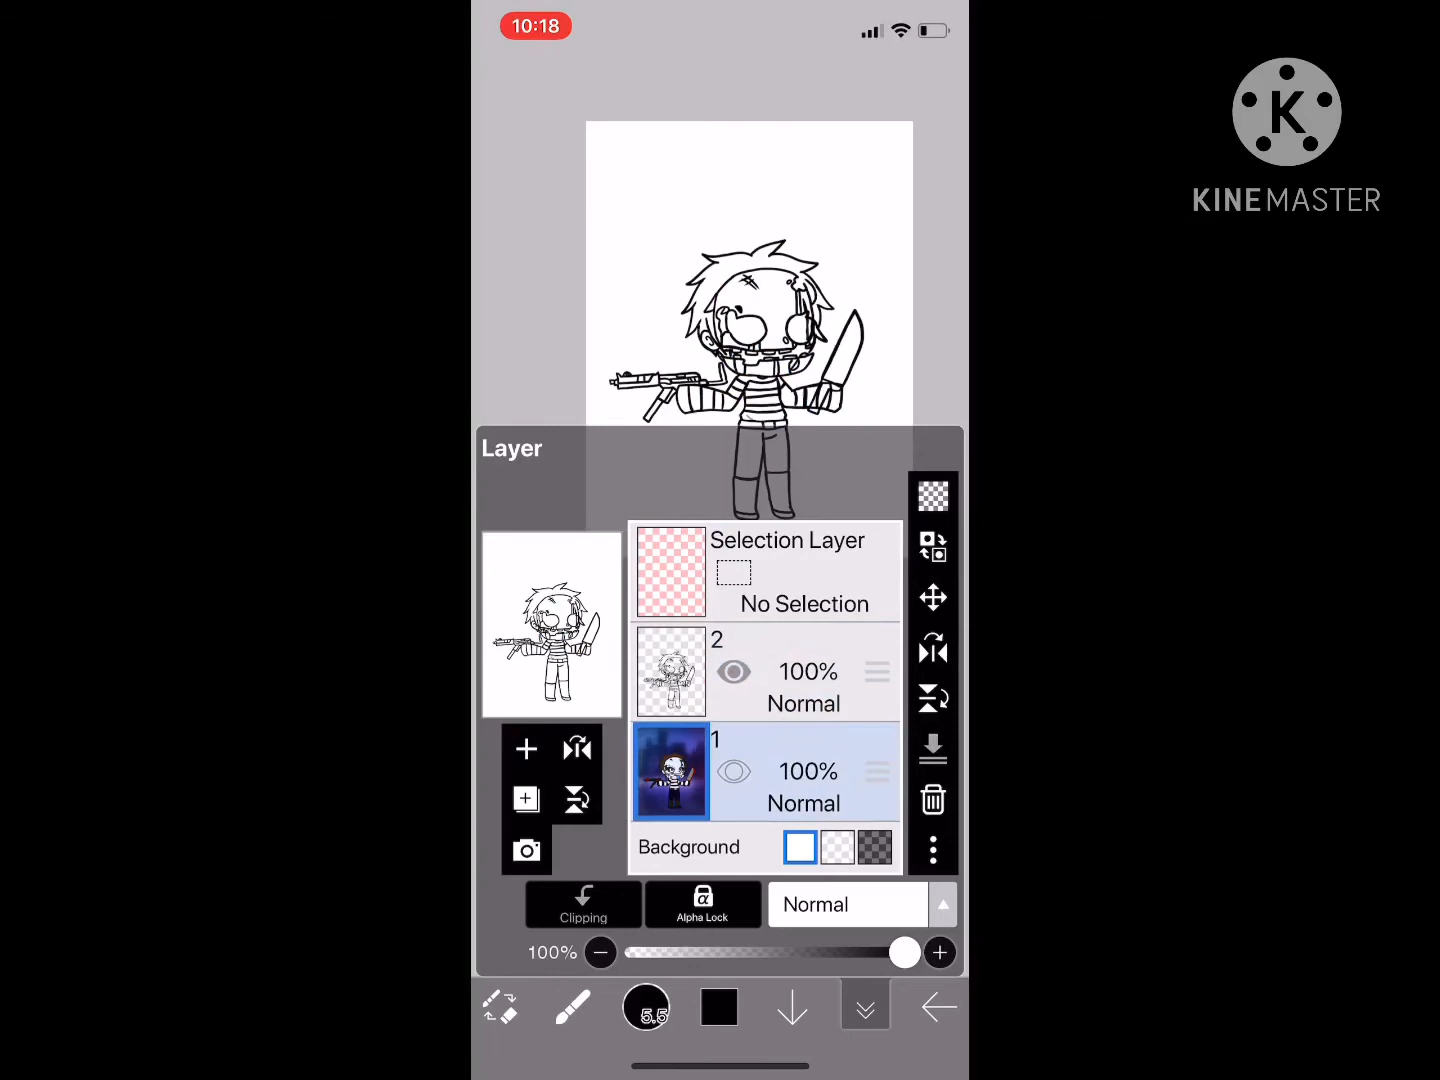 10:18
K
KINEMASTER
Layer
Selection Layer
No Selection
2
100%
Normal
1
100%
Normal
Background
Clipping
α
Alpha Lock
Normal
100%
5.5